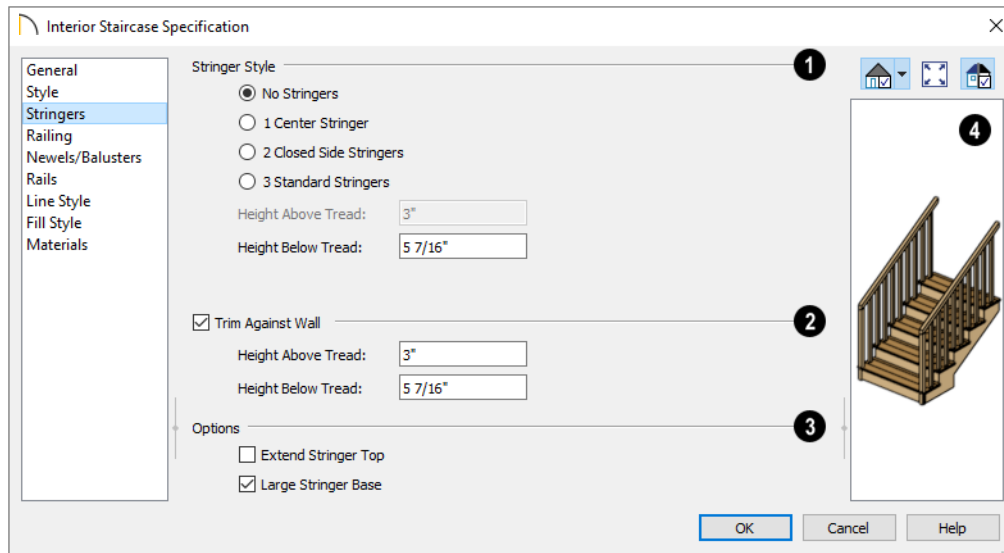 Interior Staircase Specification
General
Style
Stringers
Railing
Newels/Balusters
Rails
Line Style
Fill Style
Materials
Stringer Style
1
No Stringers
1 Center Stringer
2 Closed Side Stringers
3 Standard Stringers
Height Above Tread: 3"
Height Below Tread: 5 7/16"
Trim Against Wall
2
Height Above Tread: 3"
Height Below Tread: 5 7/16"
Options
3
Extend Stringer Top
Large Stringer Base
4
OK
Cancel
Help